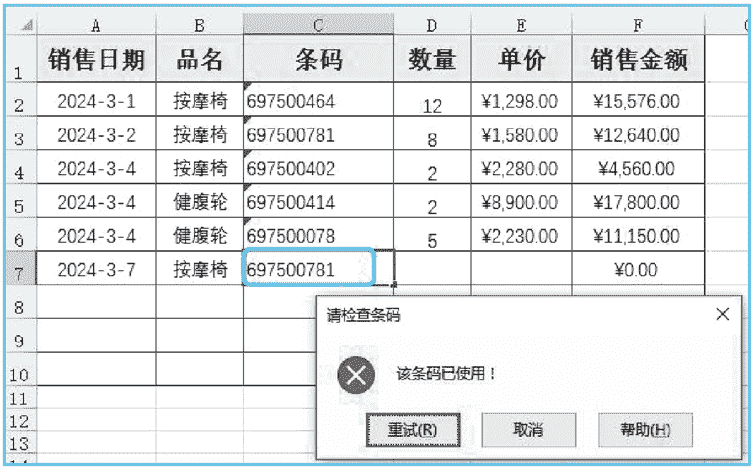 A B C D E F
1 销售日期 品名 条码 数量 单价 销售金额
2 2024-3-1 按摩椅 697500464 12 ¥1,298.00 ¥15,576.00
3 2024-3-2 按摩椅 697500781 8 ¥1,580.00 ¥12,640.00
4 2024-3-4 按摩椅 697500402 2 ¥2,280.00 ¥4,560.00
5 2024-3-4 健腹轮 697500414 2 ¥8,900.00 ¥17,800.00
6 2024-3-4 健腹轮 697500078 5 ¥2,230.00 ¥11,150.00
7 2024-3-7 按摩椅 697500781 ¥0.00
8
9
10
11
12
13
请检查条码
该条码已使用！
重试(R) 取消 帮助(H)